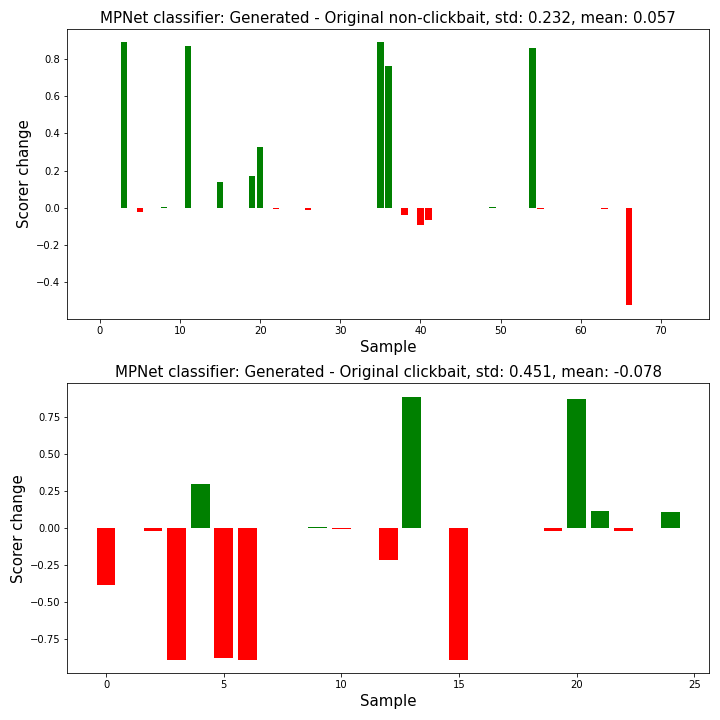 MPNet classifier: Generated - Original non-clickbait, std: 0.232, mean: 0.057
0.8
0.6
0.4
0.2
0.0
−0.2
−0.4
Scorer change
0 10 20 30 40 50 60 70
Sample
MPNet classifier: Generated - Original clickbait, std: 0.451, mean: -0.078
0.75
0.50
0.25
0.00
−0.25
−0.50
−0.75
Scorer change
0 5 10 15 20 25
Sample